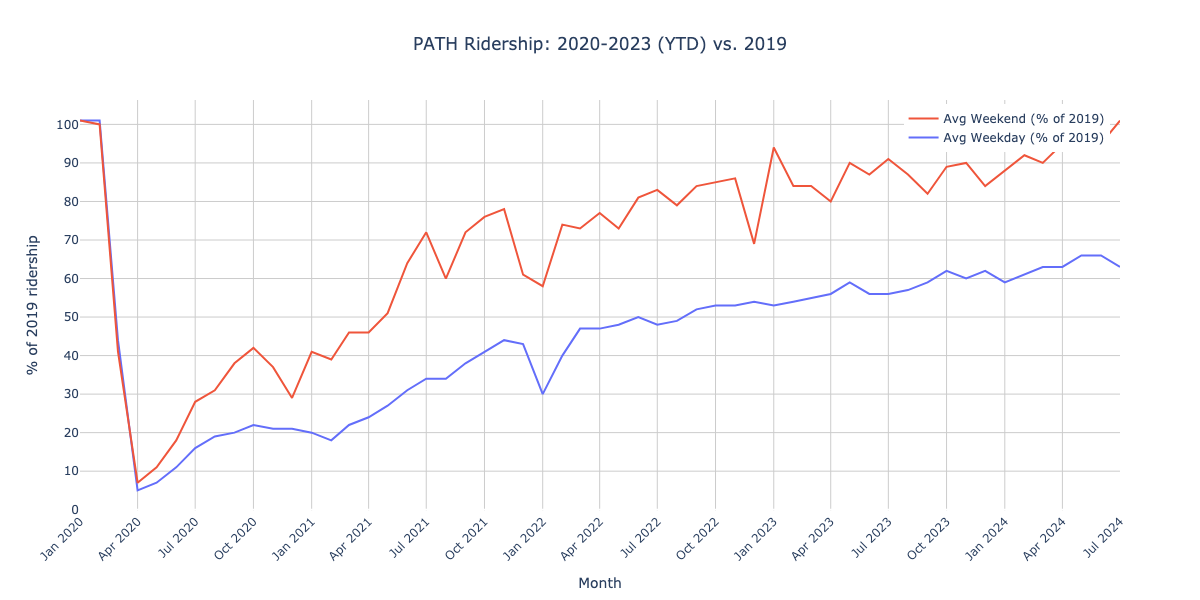 PATH Ridership: 2020-2023 (YTD) vs. 2019
Avg Weekend (% of 2019)
Avg Weekday (% of 2019)
% of 2019 ridership
100
90
80
70
60
50
40
30
20
10
0
Jan 2020
Apr 2020
Jul 2020
Oct 2020
Jan 2021
Apr 2021
Jul 2021
Oct 2021
Jan 2022
Apr 2022
Jul 2022
Oct 2022
Jan 2023
Apr 2023
Jul 2023
Oct 2023
Jan 2024
Apr 2024
Jul 2024
Month